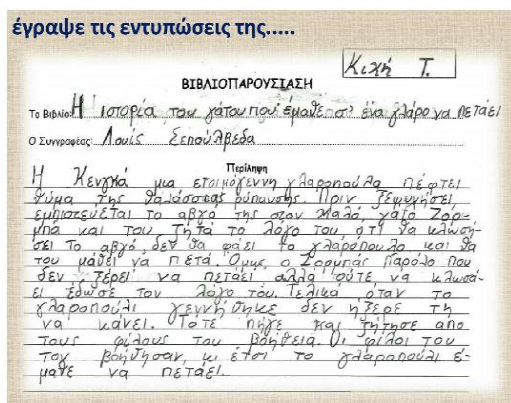 έγραψε τις εντυπώσεις της.....
Κική Τ.
ΒΙΒΛΙΟΠΑΡΟΥΣΙΑΣΗ
Το Βιβλίο: Η ιστορία του γάτου που έμαθε σ' ένα γλάρο να πετάει
Ο Συγγραφέας: Λουίς Σεπούλβεδα
Περίληψη
Η Κενγκά μια ετοιμόγεννη γλαροπούλα πέφτει
θύμα της θαλάσσιας ρύπανσης. Πριν ξεψυχήσει,
εμπιστεύεται το αβγό της στον καλό, γάτο Ζορ-
μπά και του ζητά το λόγο του, ότι θα κλωσή-
σει το αβγό δεν θα φάει το γλαρόπουλο και θα
του μάθει να πετά. Όμως, ο Ζορμπάς παρόλο που
δεν ξέρει να πετάει αλλά ούτε να κλωσά-
ει έδωσε τον λόγο του. Τελικά όταν το
γλαροπούλι γεννήθηκε δεν ήξερε τη
να κάνει. Τότε πήγε και ζήτησε απο
τους φίλους του βοήθεια. Οι φίλοι του
τον βοήθησαν, κι έτσι το γλαροπούλι έ-
μαθε να πετάει.